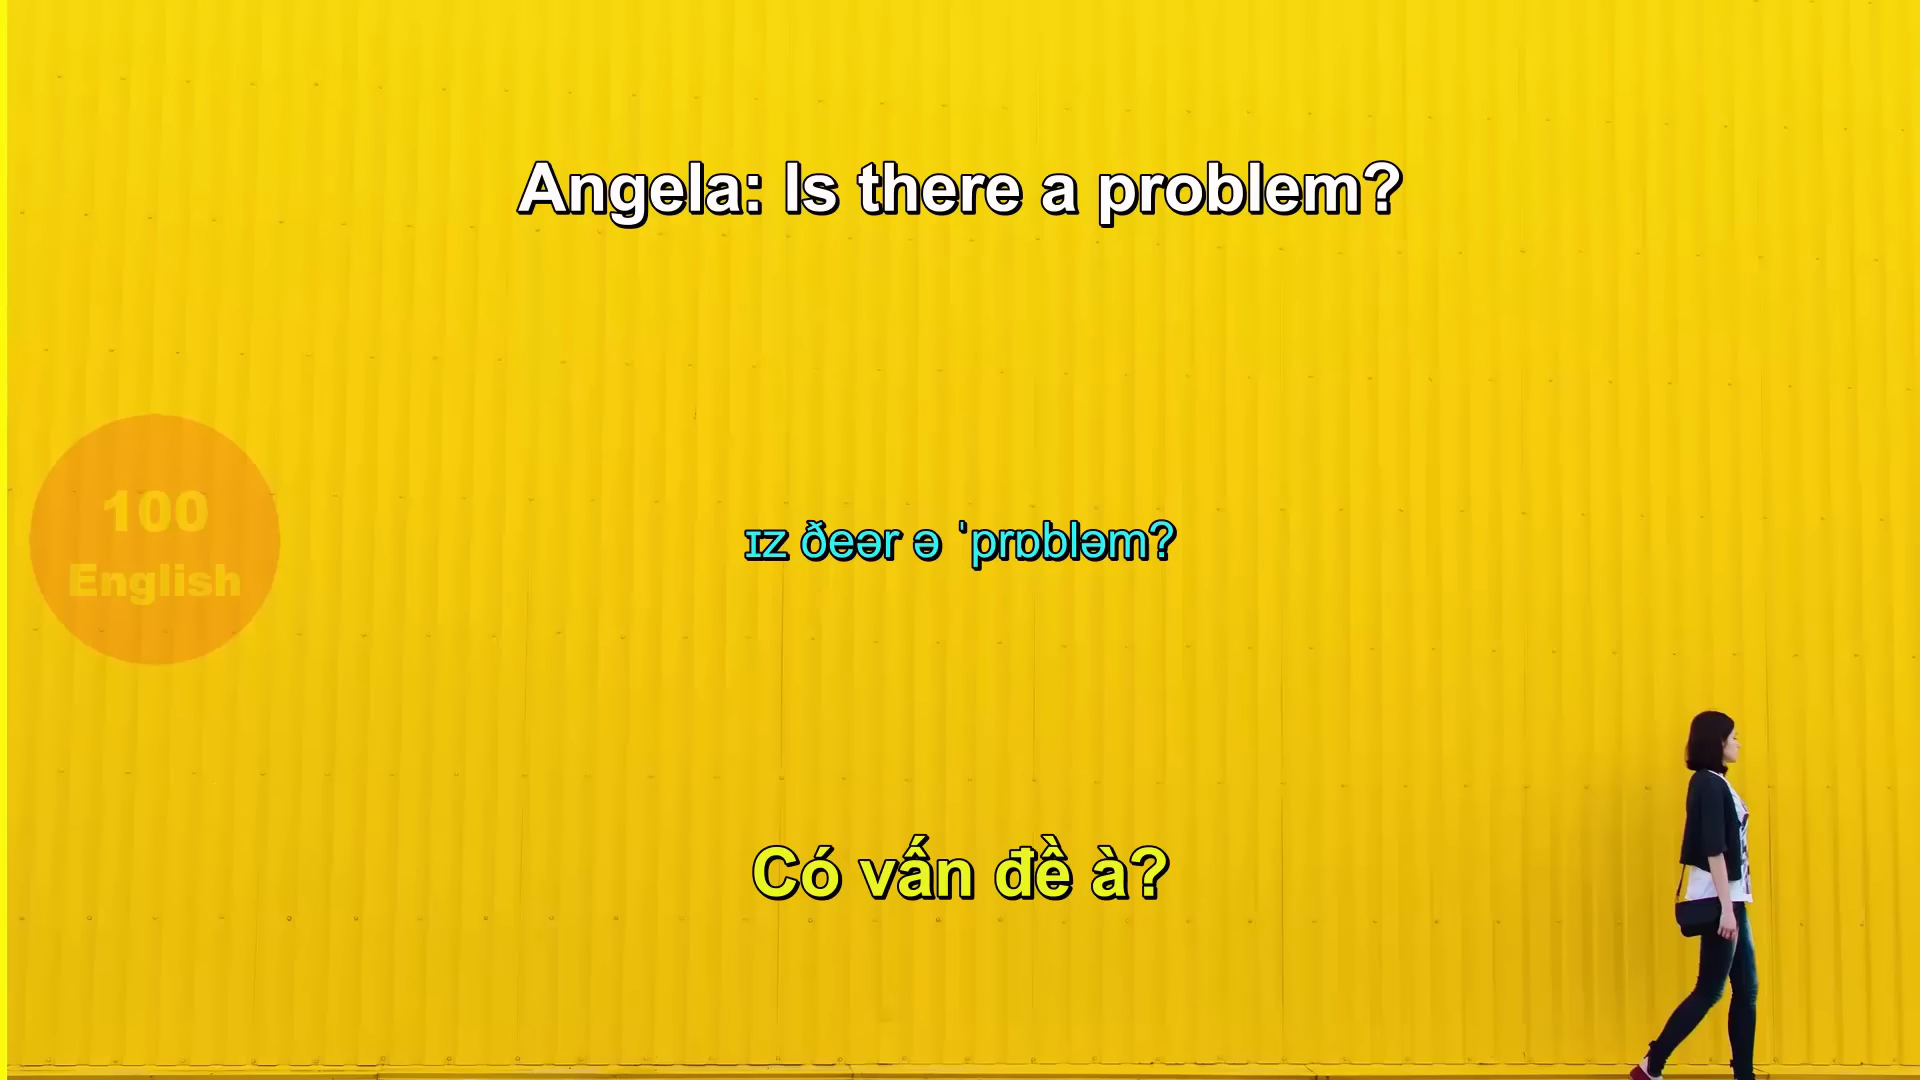 Angela: Is there a problem?
100
English
ɪz ðeər ə ˈprɒbləm?
Có vấn đề à?